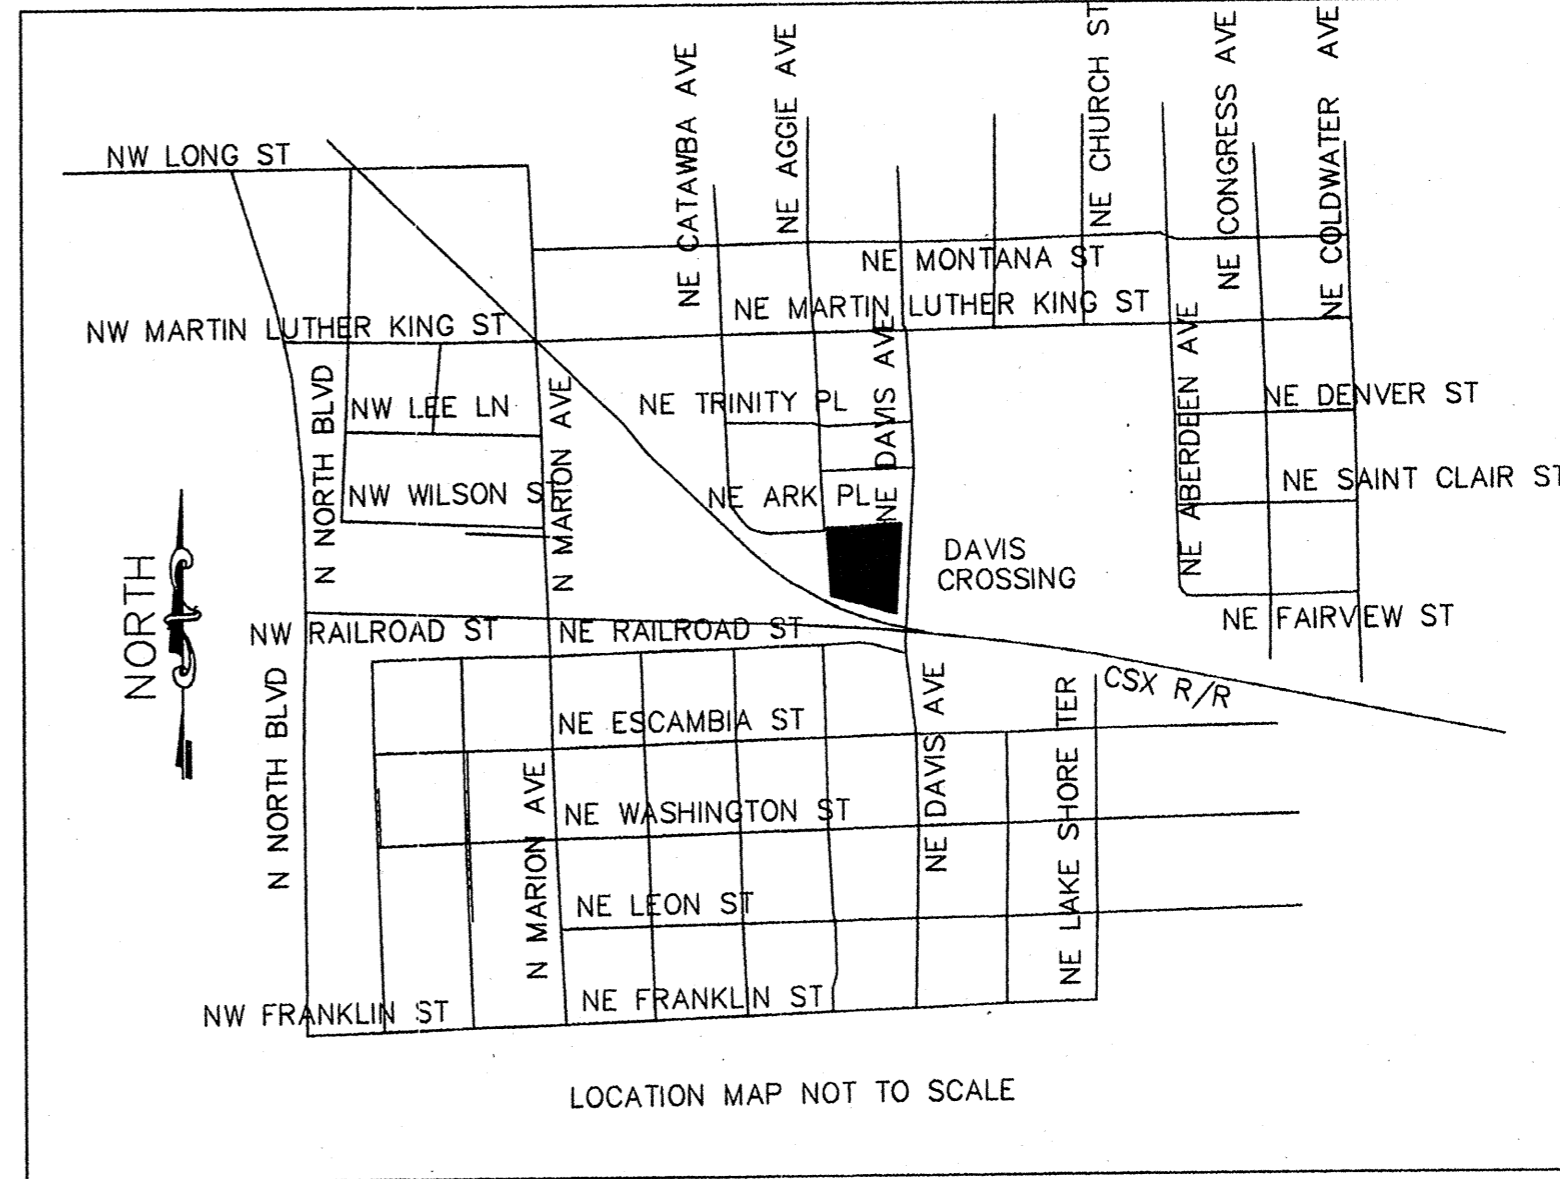 NE CATAWBA AVE
NE AGGIE AVE
NE CHURCH ST
NE CONGRESS AVE
NE COLDWATER AVE
NW LONG ST
NE MONTANA ST
NE MARTIN LUTHER KING ST
NW MARTIN LUTHER KING ST
N NORTH BLVD
NW LEE LN
N MARION AVE
NE TRINITY PL
NE DAVIS AVE
NE ABERDEEN AVE
NE DENVER ST
NW WILSON ST
NE ARK PL
NE SAINT CLAIR ST
NORTH
DAVIS
CROSSING
NE FAIRVIEW ST
NW RAILROAD ST
NE RAILROAD ST
CSX R/R
N NORTH BLVD
NE ESCAMBIA ST
NE DAVIS AVE
NE LAKE SHORE TER
N MARION AVE
NE WASHINGTON ST
NE LEON ST
NW FRANKLIN ST
NE FRANKLIN ST
LOCATION MAP NOT TO SCALE